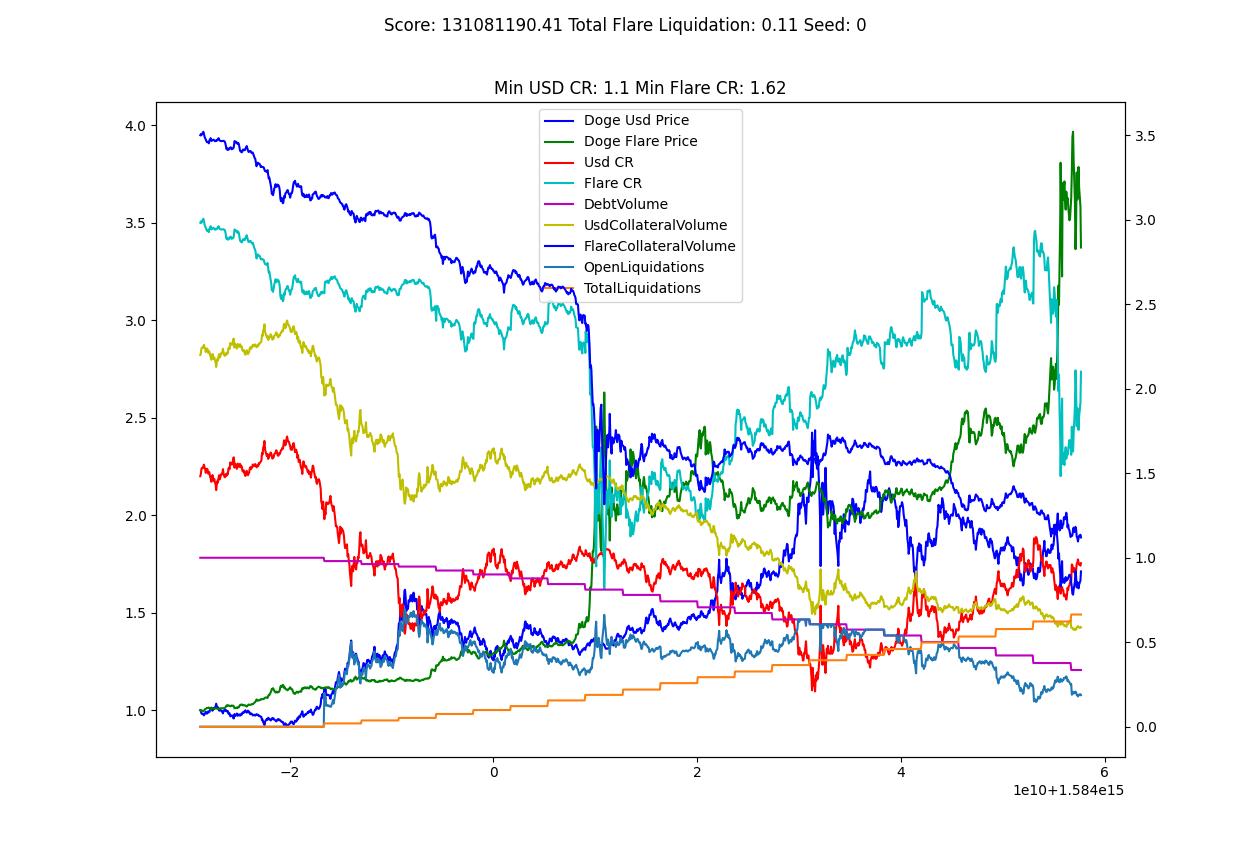 Score: 131081190.41 Total Flare Liquidation: 0.11 Seed: 0
Min USD CR: 1.1 Min Flare CR: 1.62
4.0
3.5
3.0
2.5
2.0
1.5
1.0
Doge Usd Price
Doge Flare Price
Usd CR
Flare CR
DebtVolume
UsdCollateralVolume
FlareCollateralVolume
OpenLiquidations
TotalLiquidations
3.5
3.0
2.5
2.0
1.5
1.0
0.5
0.0
−2 0 2 4 6
1e10+1.584e15